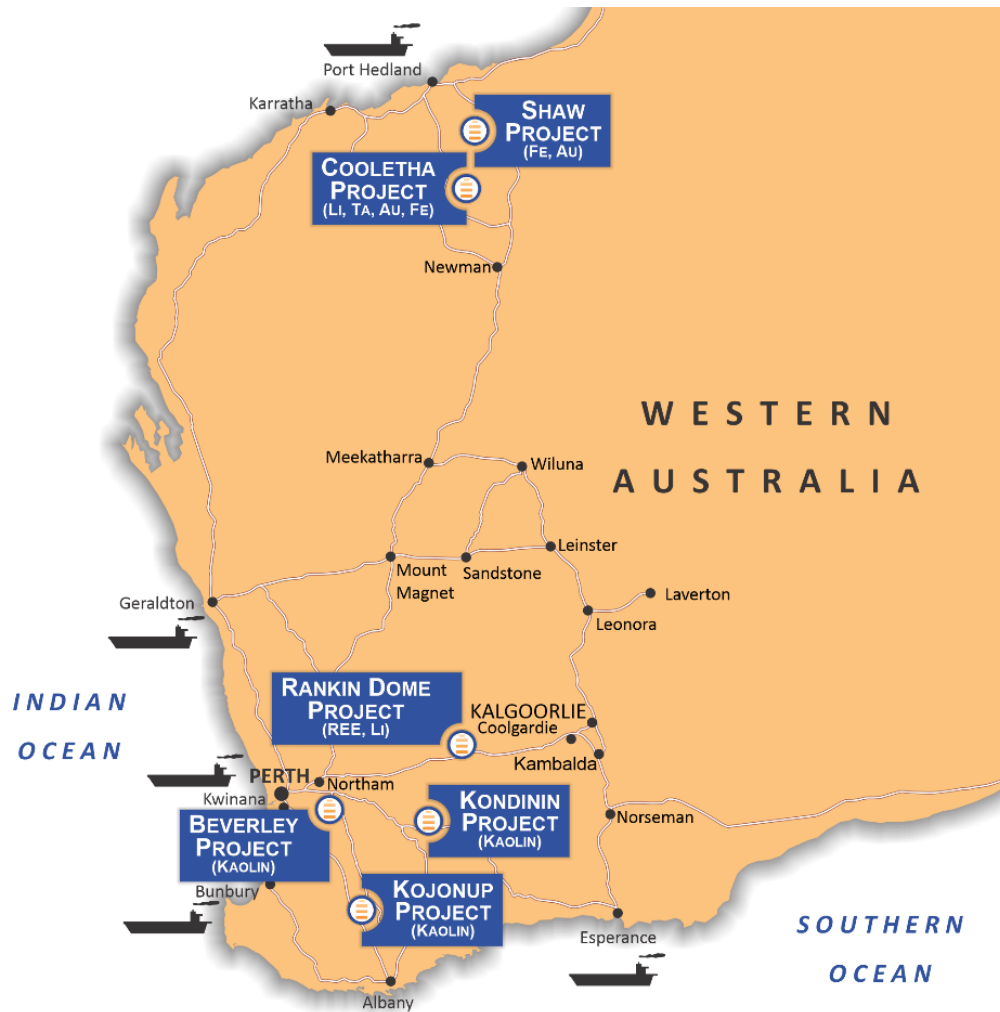 Port Hedland
Karratha
SHAW
PROJECT
(FE, AU)
COOLETHA
PROJECT
(LI, TA, AU, FE)
Newman
WESTERN
AUSTRALIA
Meekatharra
Wiluna
Leinster
Mount
Magnet
Sandstone
Laverton
Geraldton
Leonora
INDIAN
OCEAN
RANKIN DOME
PROJECT
(REE, LI)
KALGOORLIE
Coolgardie
Kambalda
PERTH
Northam
Kwinana
BEVERLEY
PROJECT
(KAOLIN)
KONDININ
PROJECT
(KAOLIN)
Norseman
Bunbury
KOJONUP
PROJECT
(KAOLIN)
Esperance
SOUTHERN
OCEAN
Albany